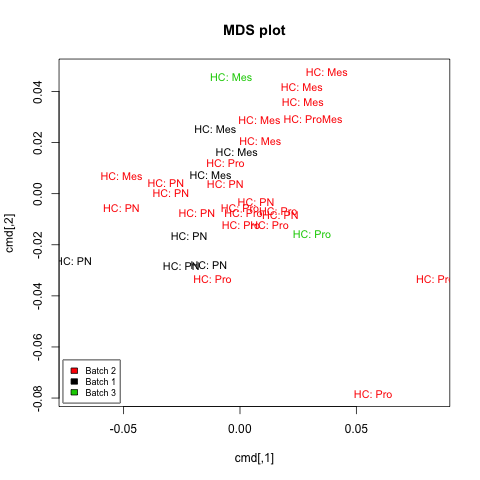 MDS plot
HC: Mes
HC: Mes
HC: Mes
HC: Mes
HC: Mes
HC: ProMes
HC: Mes
HC: Mes
HC: Mes
HC: Pro
HC: Mes
HC: Mes
HC: PN
HC: PN
HC: PN
HC: PN
HC: PN
HC: Pro
HC: PN
HC: Pro
HC: Pro
HC: PN
HC: Pro
HC: Pro
HC: PN
HC: Pro
HC: PN
HC: PN
HC: PN
HC: Pro
HC: Pro
HC: Pro
0.04
0.02
0.00
-0.02
-0.04
-0.06
-0.08
cmd[,2]
Batch 2
Batch 1
Batch 3
-0.05
0.00
0.05
cmd[,1]